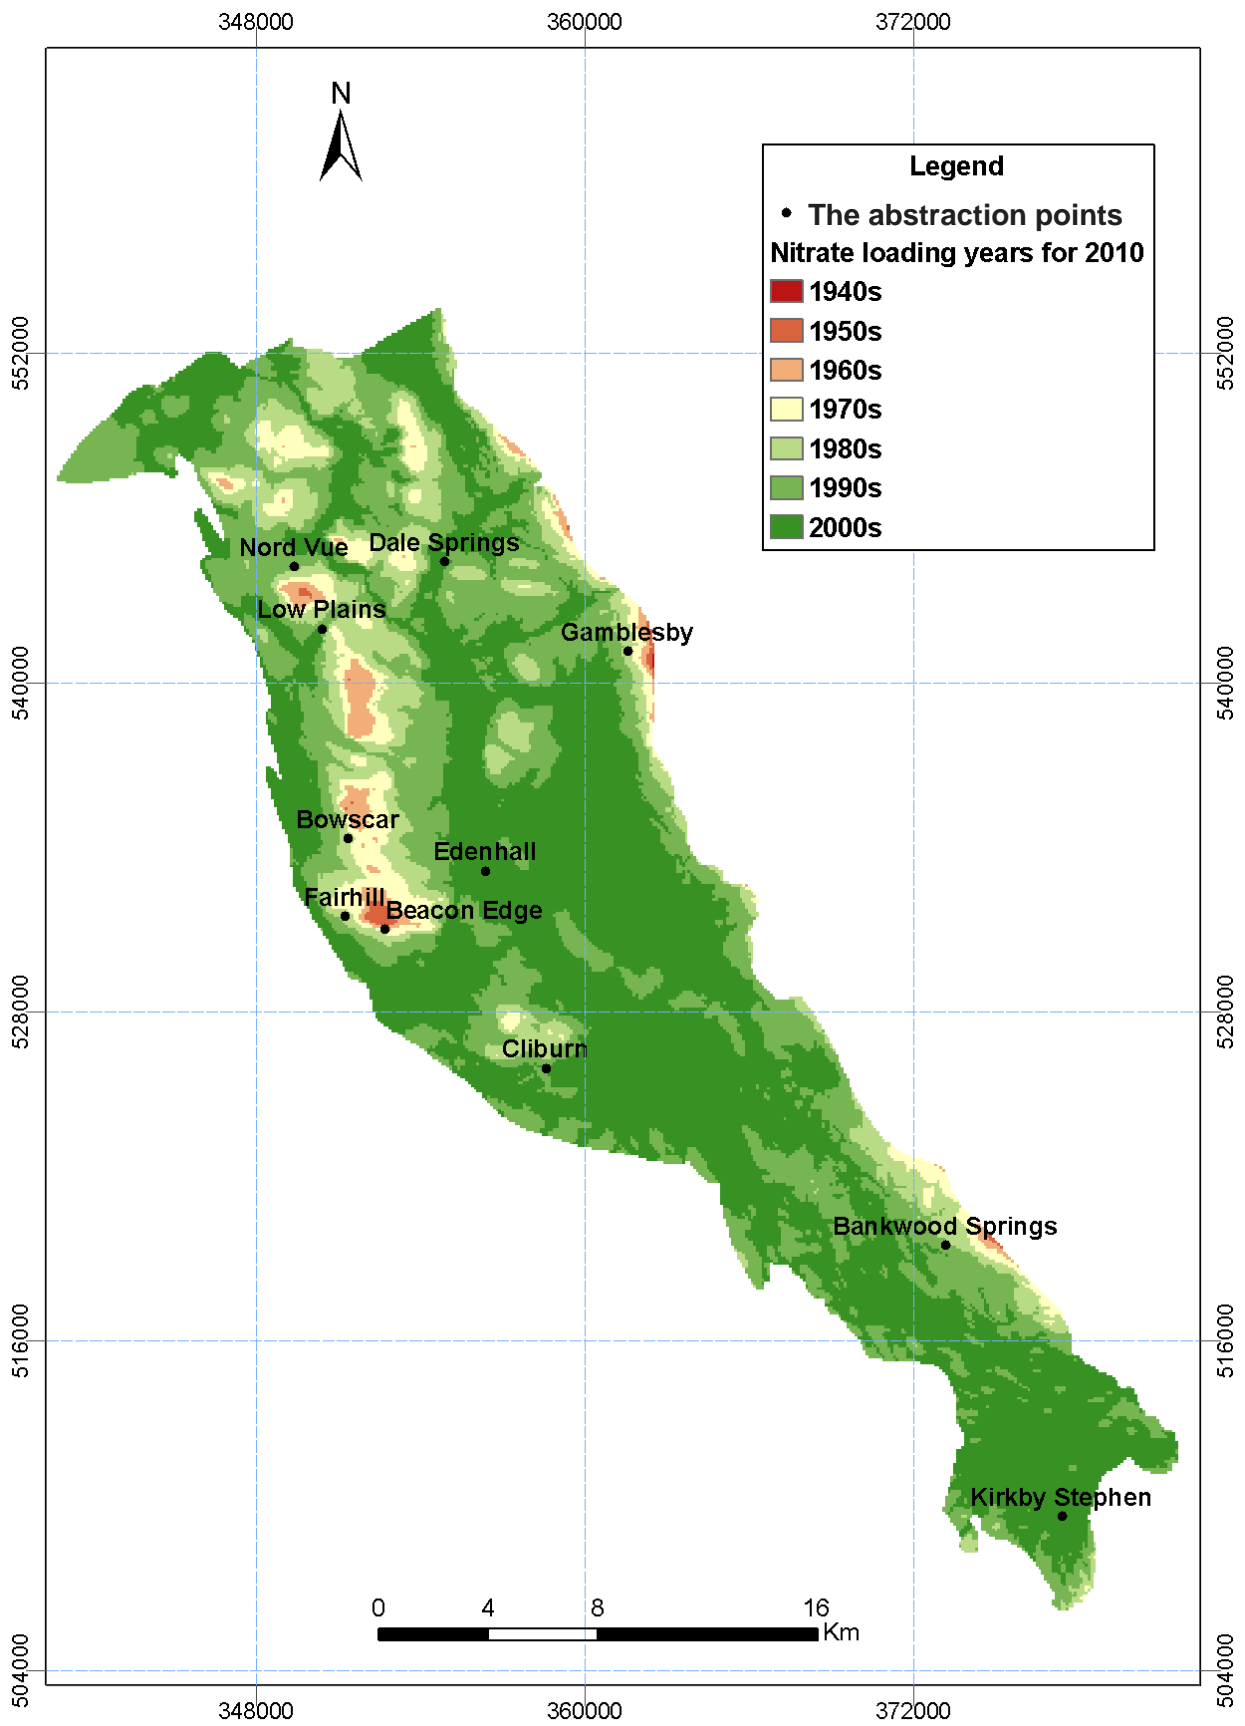 348000 360000 372000
N
Legend
The abstraction points
Nitrate loading years for 2010
1940s
1950s
1960s
1970s
1980s
1990s
2000s
552000 552000
Nord Vue Dale Springs
Low Plains
Gamblesby
540000 540000
Bowscar
Edenhall
Fairhill
Beacon Edge
528000 528000
Cliburn
Bankwood Springs
516000 516000
Kirkby Stephen
0 4 8 16
Km
504000 504000
348000 360000 372000